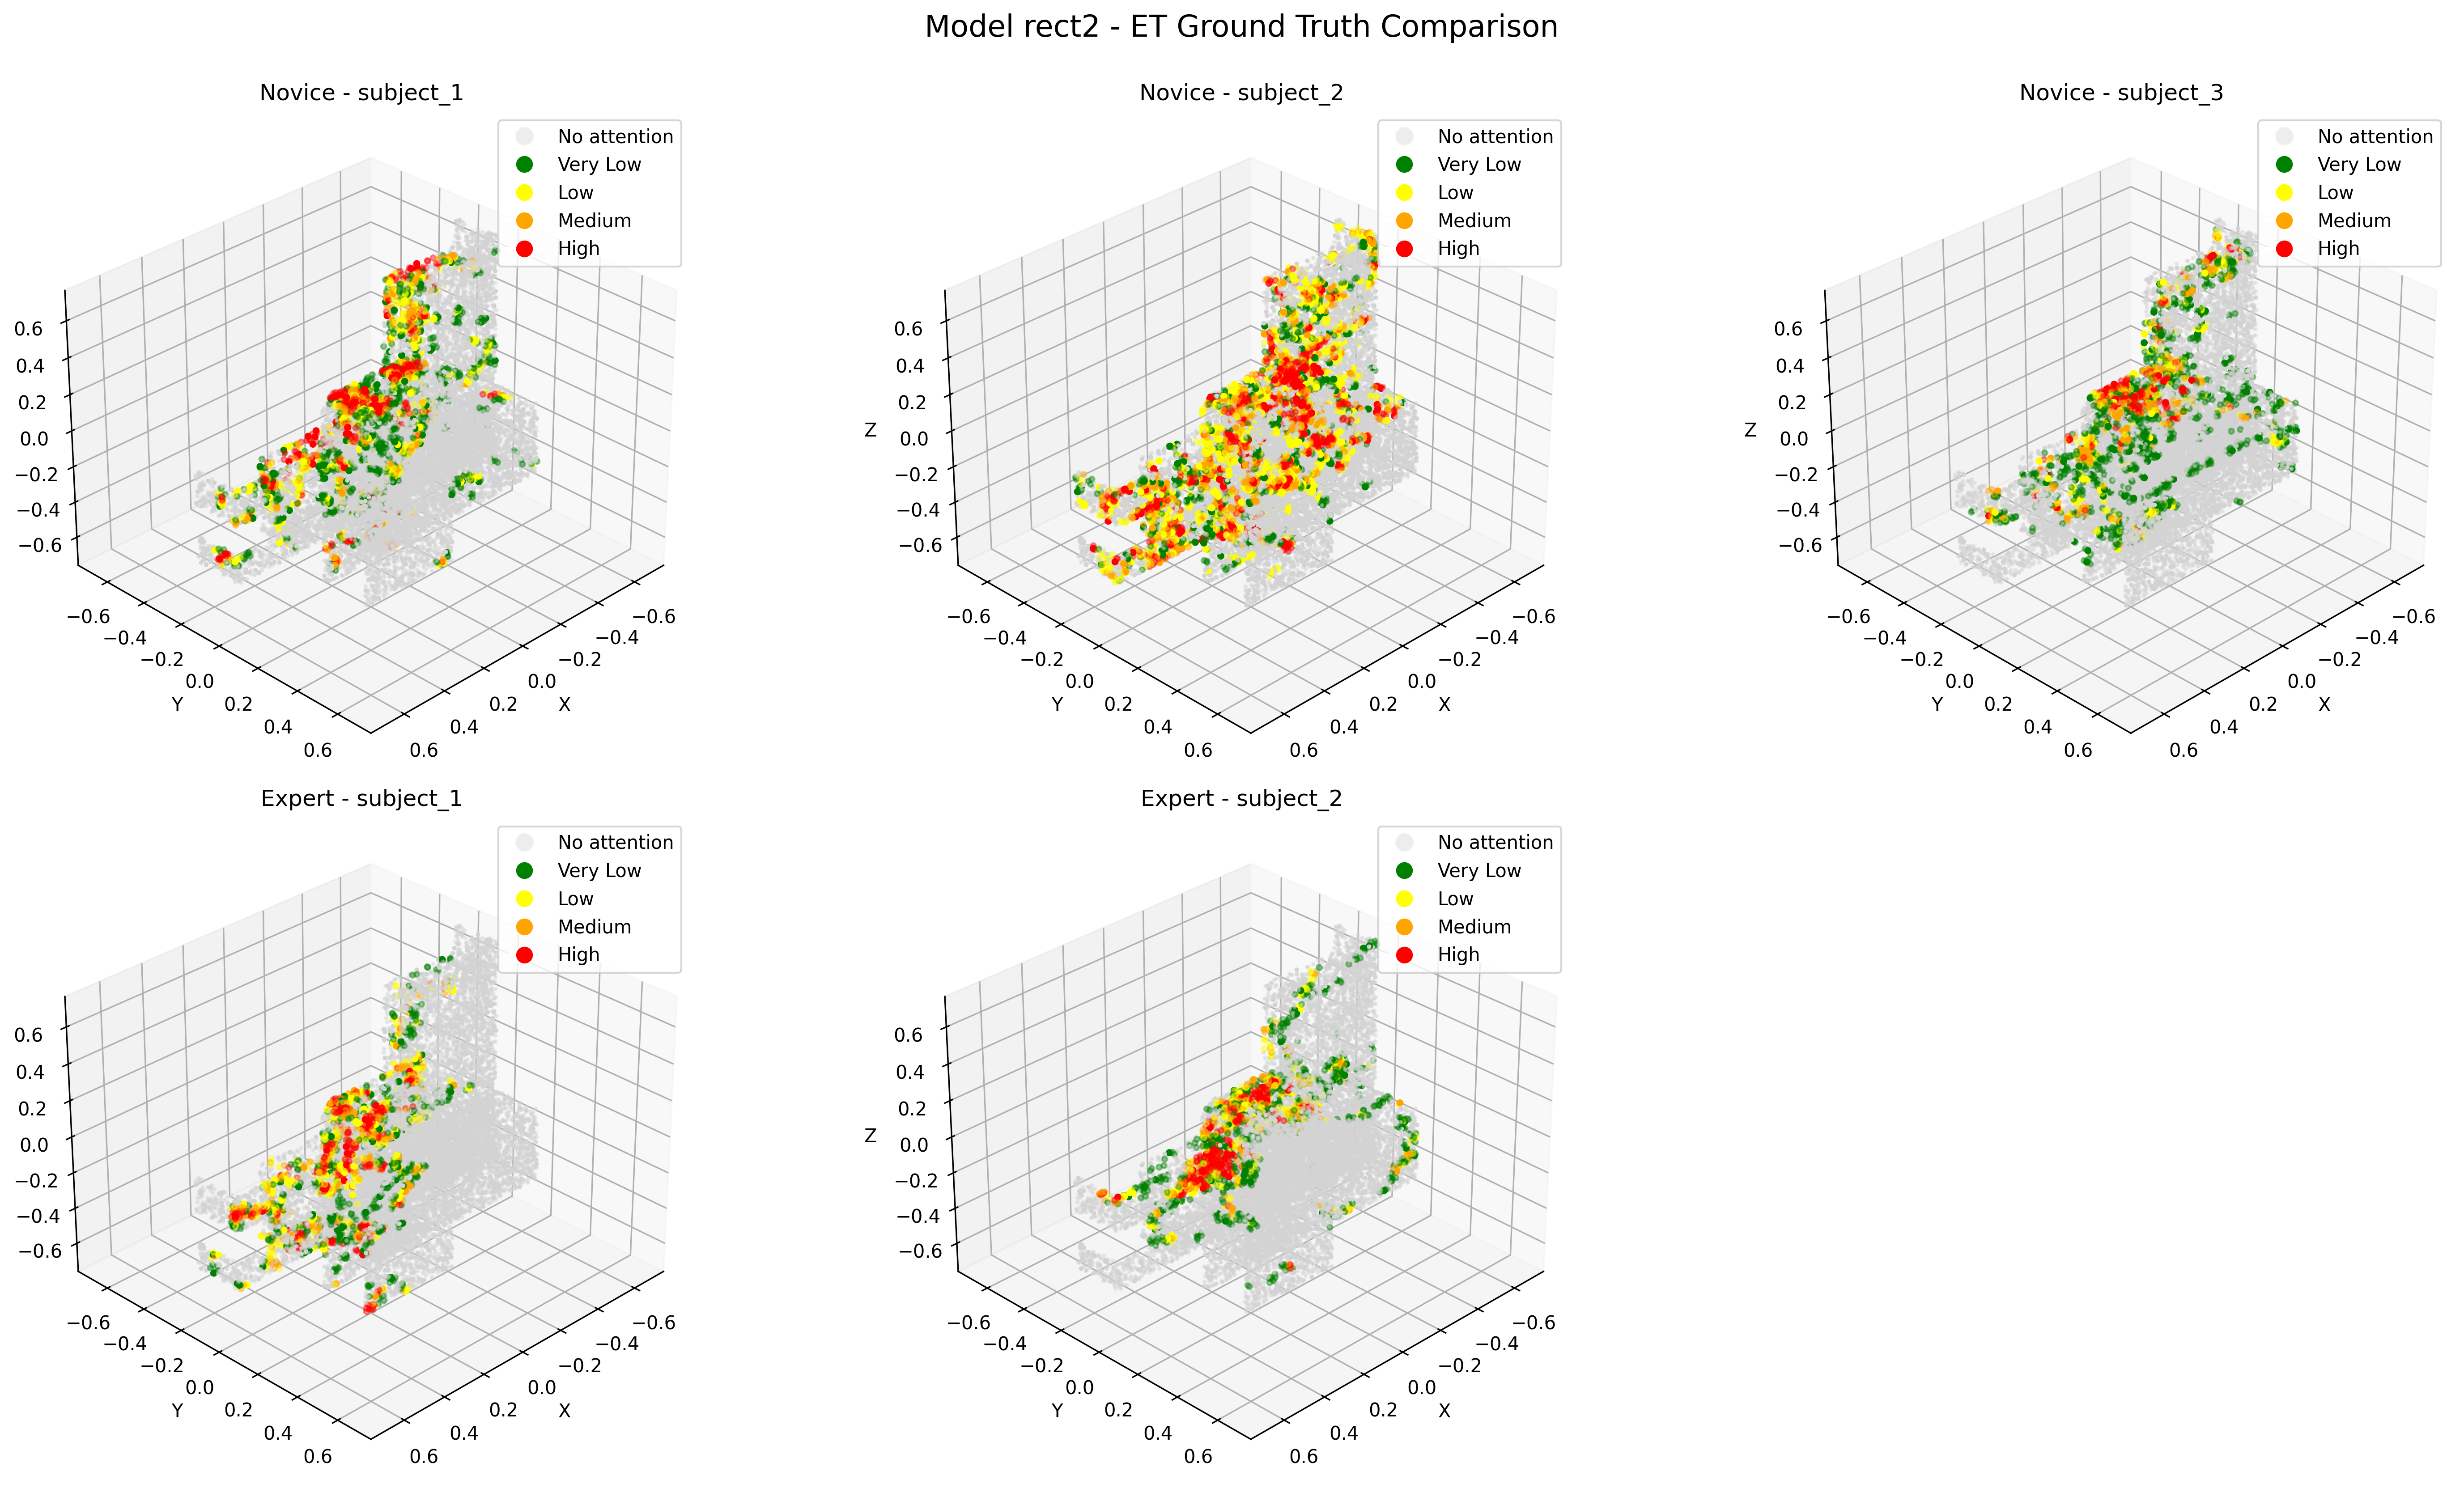 Model rect2 - ET Ground Truth Comparison
Novice - subject_1
No attention
Very Low
Low
Medium
High
0.6
0.4
0.2
0.0
−0.2
−0.4
−0.6
−0.6
−0.4
−0.2
0.0
0.2
0.4
0.6
Y
−0.6
−0.4
−0.2
0.0
0.2
0.4
0.6
X
Novice - subject_2
No attention
Very Low
Low
Medium
High
Z
0.6
0.4
0.2
0.0
−0.2
−0.4
−0.6
−0.6
−0.4
−0.2
0.0
0.2
0.4
0.6
Y
−0.6
−0.4
−0.2
0.0
0.2
0.4
0.6
X
Novice - subject_3
No attention
Very Low
Low
Medium
High
Z
0.6
0.4
0.2
0.0
−0.2
−0.4
−0.6
−0.6
−0.4
−0.2
0.0
0.2
0.4
0.6
Y
−0.6
−0.4
−0.2
0.0
0.2
0.4
0.6
X
Expert - subject_1
No attention
Very Low
Low
Medium
High
0.6
0.4
0.2
0.0
−0.2
−0.4
−0.6
−0.6
−0.4
−0.2
0.0
0.2
0.4
0.6
Y
−0.6
−0.4
−0.2
0.0
0.2
0.4
0.6
X
Expert - subject_2
No attention
Very Low
Low
Medium
High
Z
0.6
0.4
0.2
0.0
−0.2
−0.4
−0.6
−0.6
−0.4
−0.2
0.0
0.2
0.4
0.6
Y
−0.6
−0.4
−0.2
0.0
0.2
0.4
0.6
X